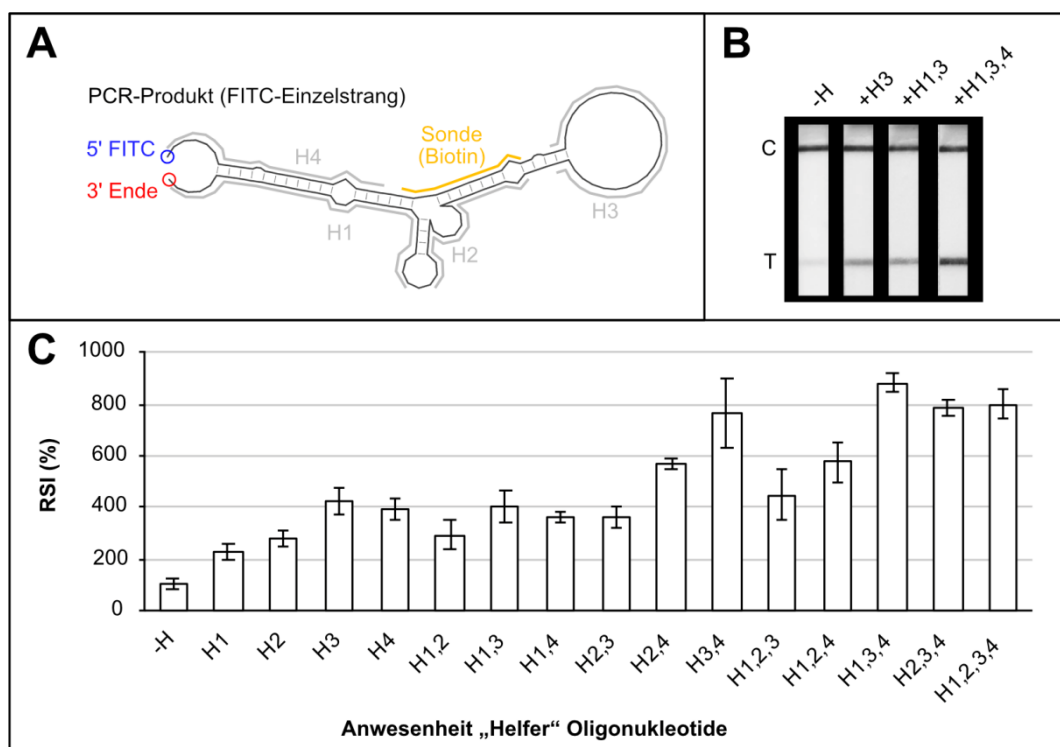 A
PCR-Produkt (FITC-Einzelstrang)
5' FITC
3' Ende
H4
H1
H2
Sonde
(Biotin)
H3
B
-H
+H3
+H1,3
+H1,3,4
C
T
C
1000
800
600
400
200
0
RSI (%)
-H
H1
H2
H3
H4
H1,2
H1,3
H1,4
H2,3
H2,4
H3,4
H1,2,3
H1,2,4
H1,3,4
H2,3,4
H1,2,3,4
Anwesenheit „Helfer“ Oligonukleotide